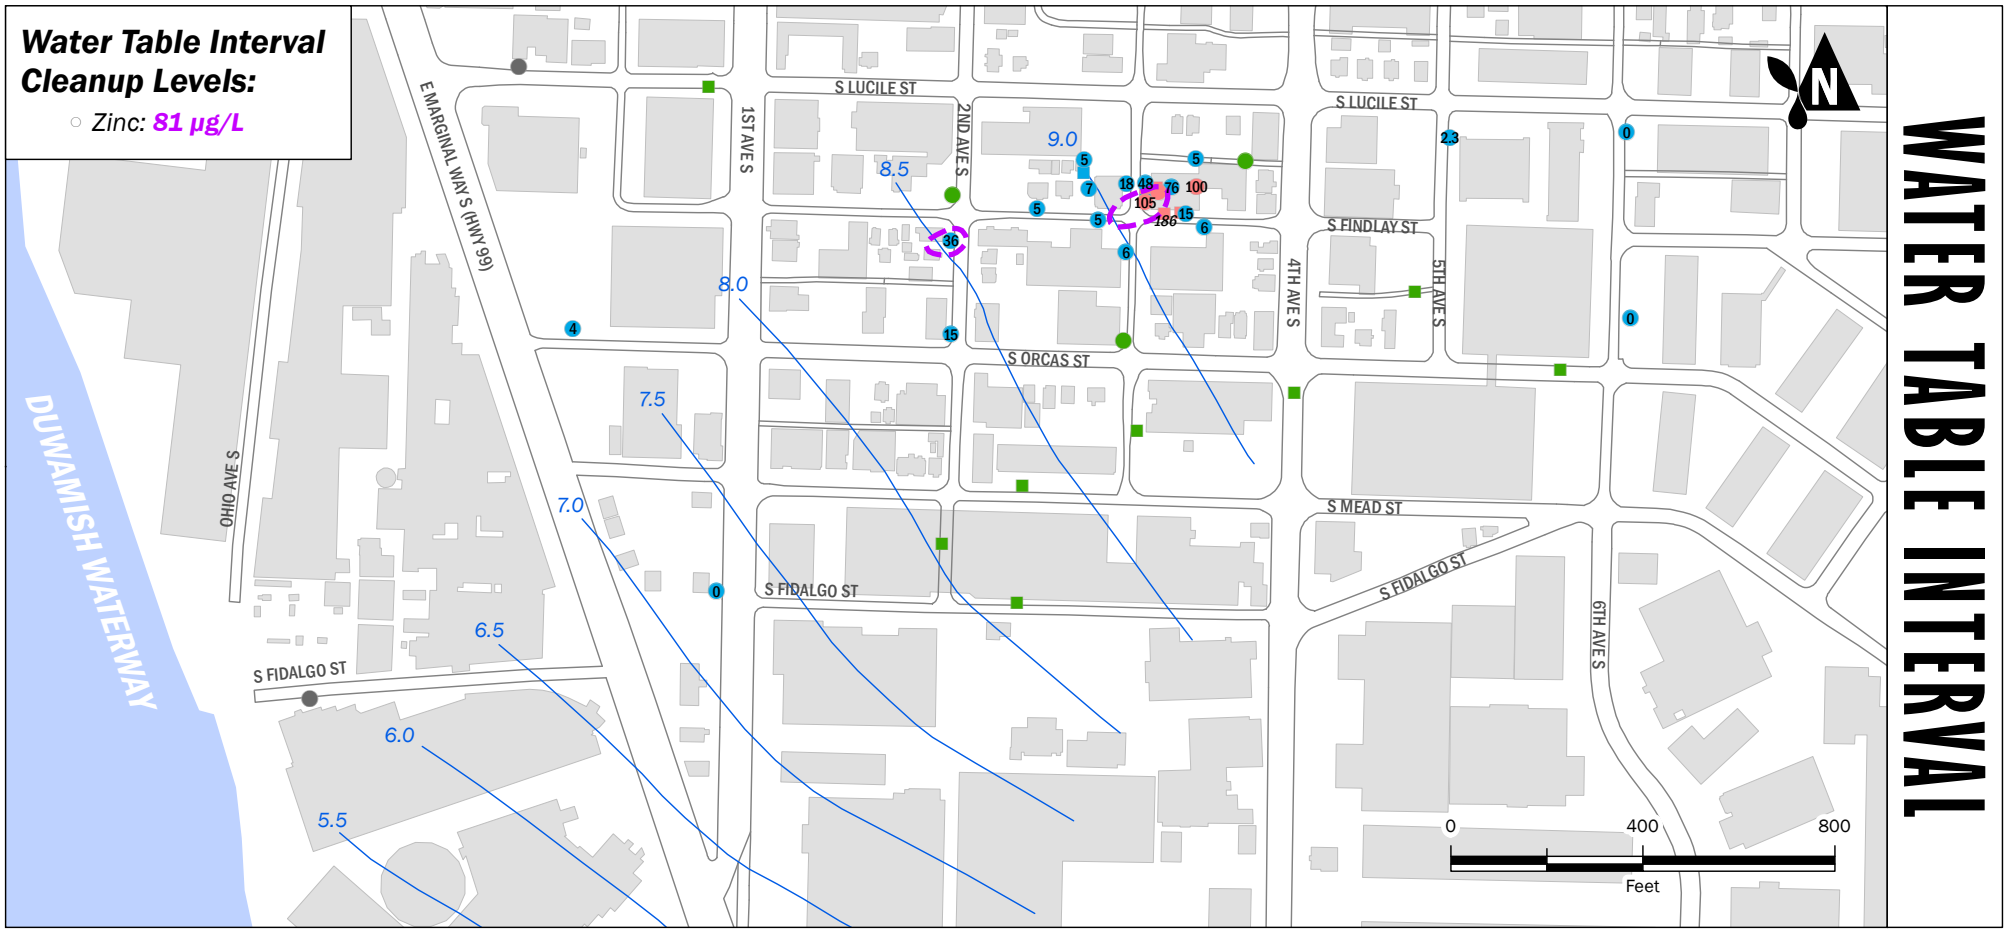 Water Table Interval
Cleanup Levels:
Zinc: 81 µg/L
N
WATER TABLE INTERVAL
S LUCILE ST
S LUCILE ST
E MARGINAL WAY S (HWY 99)
1ST AVE S
2ND AVE S
9.0
8.5
2.3
0
5
5
7
18
48
76
100
105
186
15
5
5
6
6
36
S FINDLAY ST
4TH AVE S
5TH AVE S
8.0
4
15
0
S ORCAS ST
7.5
DUWAMISH WATERWAY
OHIO AVE S
7.0
S MEAD ST
0
S FIDALGO ST
S FIDALGO ST
6TH AVE S
6.5
S FIDALGO ST
6.0
5.5
0
400
800
Feet